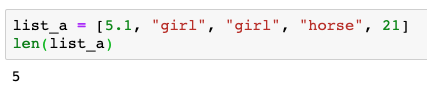 list_a = [5.1, "girl", "girl", "horse", 21]
len(list_a)
5